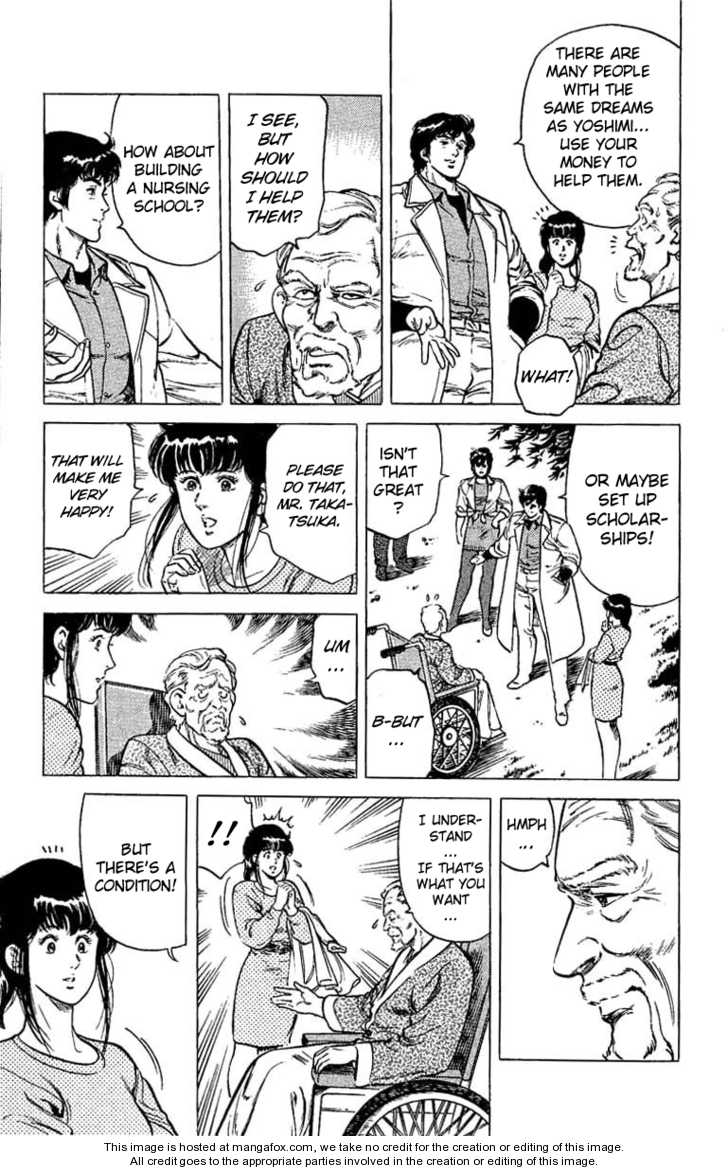 THERE ARE
MANY PEOPLE
WITH THE
SAME DREAMS
AS YOSHIMI...
USE YOUR
MONEY TO
HELP THEM.
WHAT!
I SEE,
BUT
HOW
SHOULD
I HELP
THEM?
HOW ABOUT
BUILDING
A NURSING
SCHOOL?
OR MAYBE
SET UP
SCHOLAR-
SHIPS!
ISN'T
THAT
GREAT
?
B-BUT
...
PLEASE
DO THAT,
MR. TAKA-
TSUKA.
THAT WILL
MAKE ME
VERY
HAPPY!
UM
...
HMPH
...
I UNDER-
STAND
...
IF THAT'S
WHAT YOU
WANT
...
!!
BUT
THERE'S A
CONDITION!
This image is hosted at mangafox.com, we take no credit for the creation or editing of this image.
All credit goes to the appropriate parties involved in the creation or editing of this image.